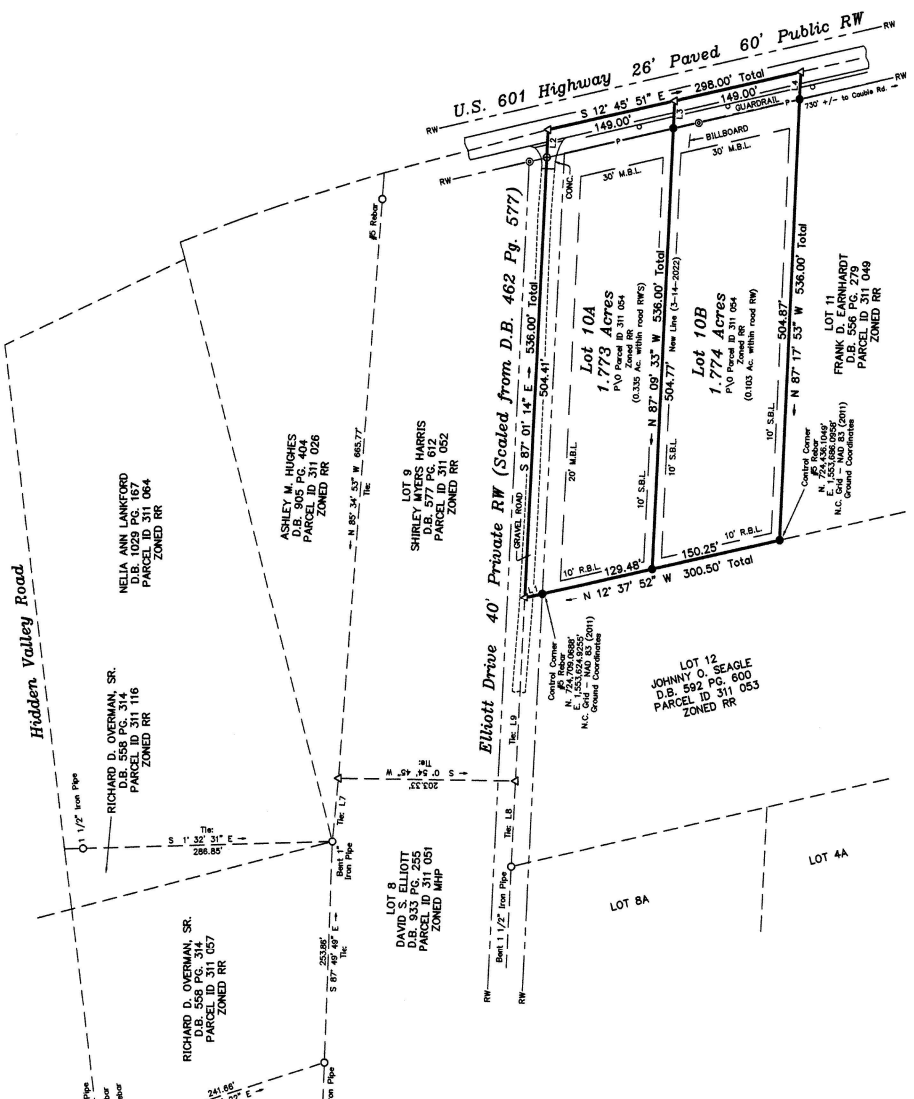 U.S. 601 Highway 26' Paved 60' Public RW
RW
RW
S 12° 45' 51" E
298.00' Total
149.00'
149.00'
L2
L3
L4
GUARDRAIL
P
P
RW
RW
730' +/- to Couble Rd.
BILLBOARD
CONC.
30' M.B.L.
30' M.B.L.
#5 Rebar
Elliott Drive 40' Private RW (Scaled from D.B. 462 Pg. 577)
GRAVEL ROAD
S 87° 01' 14" E
536.00' Total
504.41'
20' M.B.L.
Lot 10A
1.773 Acres
P\O Parcel ID 311 054
Zoned RR
(0.335 Ac. within road RW'S)
10' S.B.L.
10' R.B.L.
N 87° 09' 33" W 536.00' Total
504.77' New Line (3-14-2022)
10' S.B.L.
Lot 10B
1.774 Acres
P\O Parcel ID 311 054
Zoned RR
(0.103 Ac. within road RW)
10' S.B.L.
10' R.B.L.
N 87° 17' 53" W 536.00' Total
504.87'
LOT 11
FRANK D. EARNHARDT
D.B. 556 PG. 279
PARCEL ID 311 049
ZONED RR
Control Corner
#5 Rebar
N. 724,436.1049'
E. 1,553,686.0958'
N.C. Grid - NAD 83 (2011)
Ground Coordinates
L1
129.48'
150.25'
N 12° 37' 52" W 300.50' Total
Control Corner
#5 Rebar
N. 724,709.0688'
E. 1,553,624.9255'
N.C. Grid - NAD 83 (2011)
Ground Coordinates
LOT 12
JOHNNY O. SEAGLE
D.B. 592 PG. 600
PARCEL ID 311 053
ZONED RR
Hidden Valley Road
NELIA ANN LANKFORD
D.B. 1029 PG. 167
PARCEL ID 311 064
ZONED RR
ASHLEY M. HUGHES
D.B. 905 PG. 404
PARCEL ID 311 026
ZONED RR
N 85° 34' 53" W 665.77'
Tie:
LOT 9
SHIRLEY MYERS HARRIS
D.B. 577 PG. 612
PARCEL ID 311 052
ZONED RR
RICHARD D. OVERMAN, SR.
D.B. 558 PG. 314
PARCEL ID 311 116
ZONED RR
1 1/2" Iron Pipe
Tie:
S 1° 32' 31" E
286.85'
Tie: L7
Bent 1"
Iron Pipe
Tie:
203.33'
S 0° 54' 45" W
Tie: L9
Tie: L8
Bent 1 1/2" Iron Pipe
RW
RW
LOT 8
DAVID S. ELLIOTT
D.B. 933 PG. 255
PARCEL ID 311 051
ZONED MHP
LOT 8A
LOT 4A
RICHARD D. OVERMAN, SR.
D.B. 558 PG. 314
PARCEL ID 311 057
ZONED RR
253.86'
S 87° 49' 49" E
Tie:
241.66'
E
Pipe